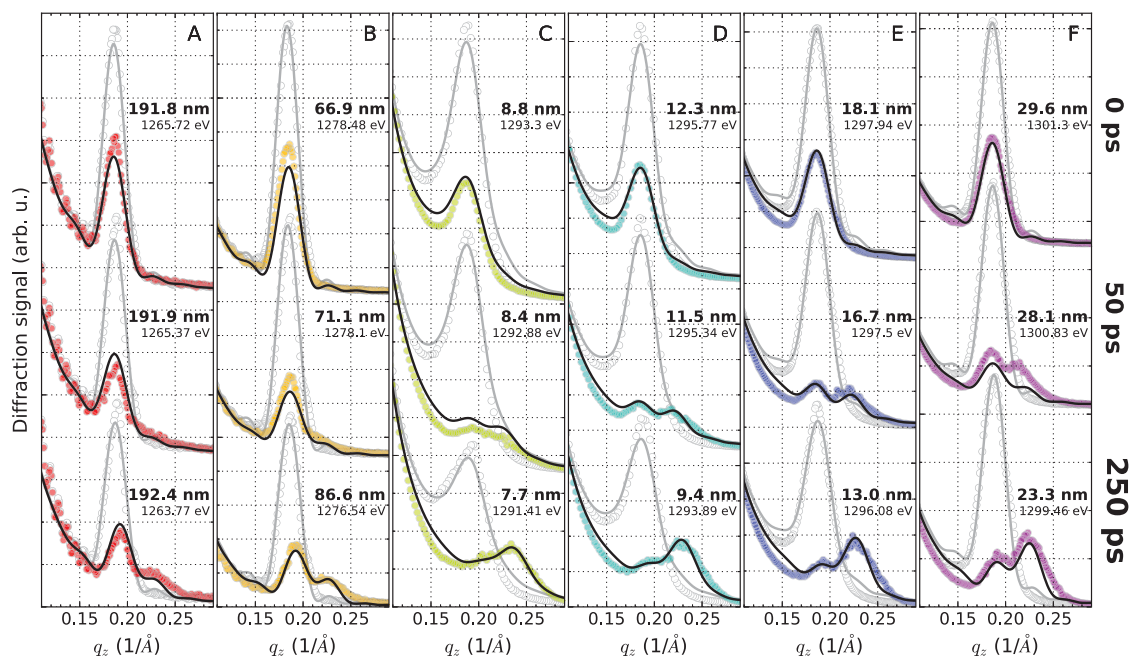 Diffraction signal (arb. u.)
A B C D E F
191.8 nm 66.9 nm 8.8 nm 12.3 nm 18.1 nm 29.6 nm
1265.72 eV 1278.48 eV 1293.3 eV 1295.77 eV 1297.94 eV 1301.3 eV
0 ps
191.9 nm 71.1 nm 8.4 nm 11.5 nm 16.7 nm 28.1 nm
1265.37 eV 1278.1 eV 1292.88 eV 1295.34 eV 1297.5 eV 1300.83 eV
50 ps
192.4 nm 86.6 nm 7.7 nm 9.4 nm 13.0 nm 23.3 nm
1263.77 eV 1276.54 eV 1291.41 eV 1293.89 eV 1296.08 eV 1299.46 eV
250 ps
0.15 0.20 0.25 0.15 0.20 0.25 0.15 0.20 0.25 0.15 0.20 0.25 0.15 0.20 0.25 0.15 0.20 0.25
q_z (1/Å) q_z (1/Å) q_z (1/Å) q_z (1/Å) q_z (1/Å) q_z (1/Å)